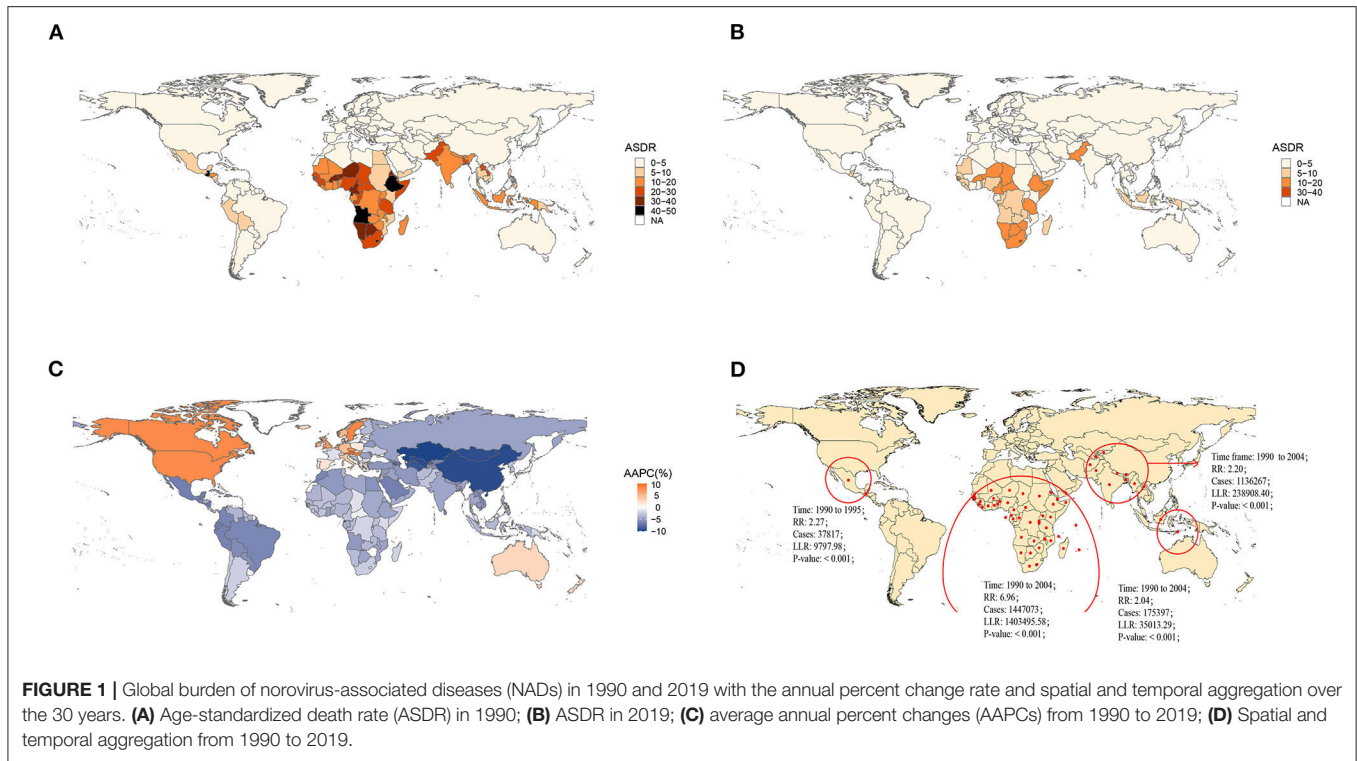 A
B
ASDR
0−5
5−10
10−20
20−30
30−40
40−50
NA
ASDR
0−5
5−10
10−20
30−40
NA
C
D
AAPC(%)
10
5
0
−5
−10
Time: 1990 to 1995;
RR: 2.27;
Cases: 37817;
LLR: 9797.98;
P-value: < 0.001;
Time: 1990 to 2004;
RR: 6.96;
Cases: 1447073;
LLR: 1403495.58;
P-value: < 0.001;
Time frame: 1990 to 2004;
RR: 2.20;
Cases: 1136267;
LLR: 238908.40;
P-value: < 0.001;
Time: 1990 to 2004;
RR: 2.04;
Cases: 175397;
LLR: 35013.29;
P-value: < 0.001;
FIGURE 1 | Global burden of norovirus-associated diseases (NADs) in 1990 and 2019 with the annual percent change rate and spatial and temporal aggregation over
the 30 years. (A) Age-standardized death rate (ASDR) in 1990; (B) ASDR in 2019; (C) average annual percent changes (AAPCs) from 1990 to 2019; (D) Spatial and
temporal aggregation from 1990 to 2019.